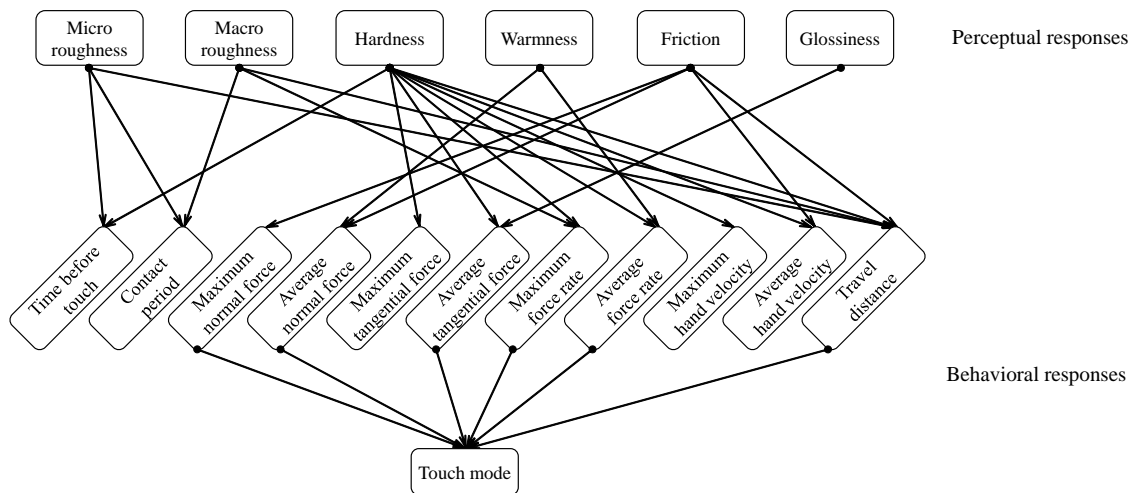 Micro
roughness
Macro
roughness
Hardness
Warmness
Friction
Glossiness
Perceptual responses
Time before
touch
Contact
period
Maximum
normal force
Average
normal force
Maximum
tangential force
Average
tangential force
Maximum
force rate
Average
force rate
Maximum
hand velocity
Average
hand velocity
Travel
distance
Behavioral responses
Touch mode